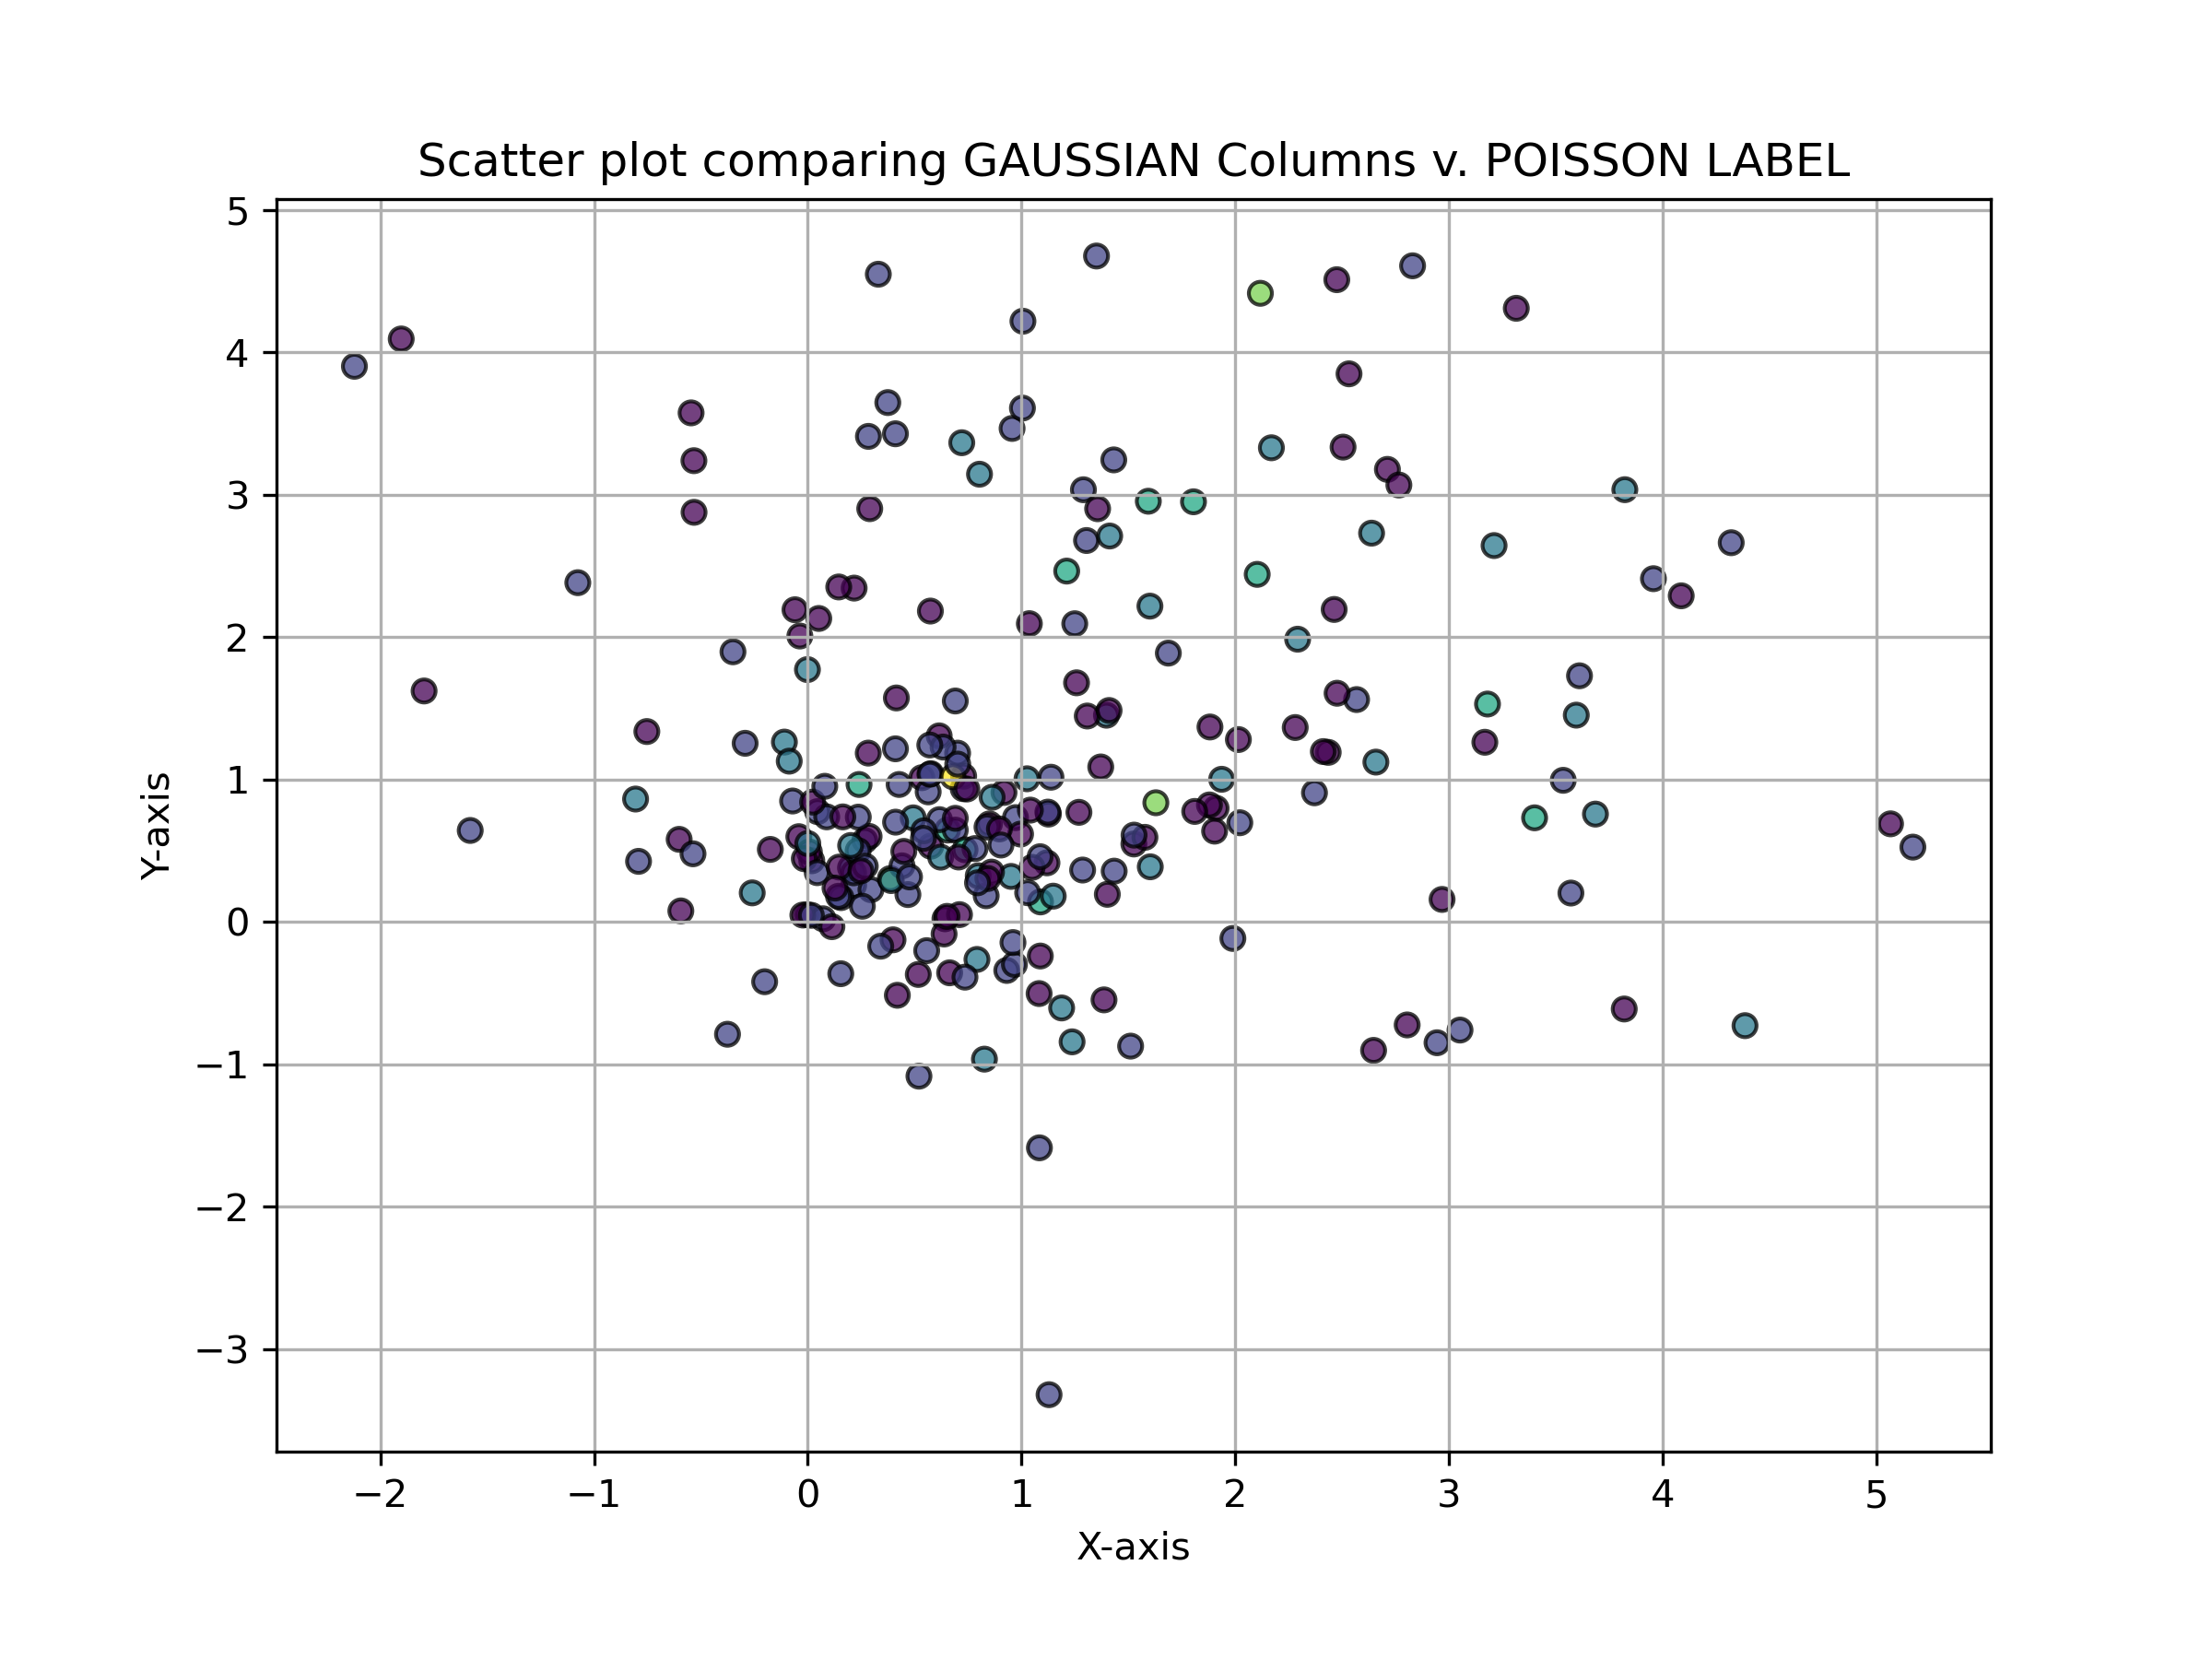 Scatter plot comparing GAUSSIAN Columns v. POISSON LABEL
5
4
3
2
1
0
−1
−2
−3
Y-axis
−2 −1 0 1 2 3 4 5
X-axis